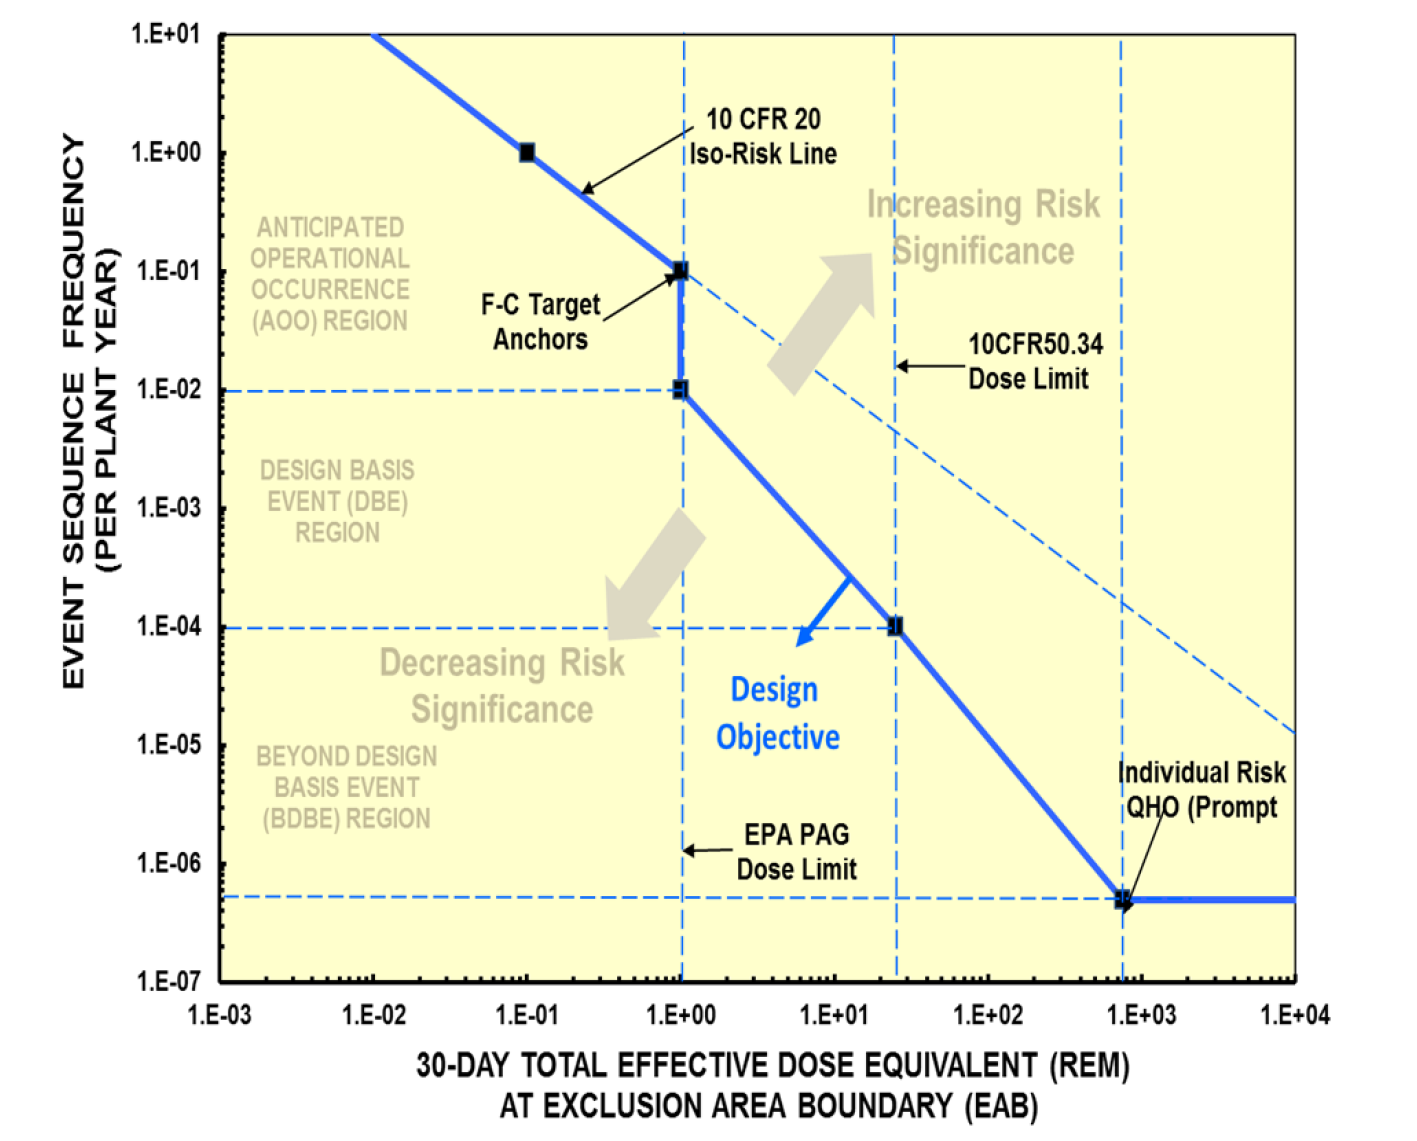 1.E+01
1.E+00
1.E-01
1.E-02
1.E-03
1.E-04
1.E-05
1.E-06
1.E-07
EVENT SEQUENCE FREQUENCY
(PER PLANT YEAR)
10 CFR 20
Iso-Risk Line
Increasing Risk
Significance
ANTICIPATED
OPERATIONAL
OCCURRENCE
(AOO) REGION
F-C Target
Anchors
10CFR50.34
Dose Limit
DESIGN BASIS
EVENT (DBE)
REGION
Decreasing Risk
Significance
Design
Objective
BEYOND DESIGN
BASIS EVENT
(BDBE) REGION
Individual Risk
QHO (Prompt
EPA PAG
Dose Limit
1.E-03 1.E-02 1.E-01 1.E+00 1.E+01 1.E+02 1.E+03 1.E+04
30-DAY TOTAL EFFECTIVE DOSE EQUIVALENT (REM)
AT EXCLUSION AREA BOUNDARY (EAB)